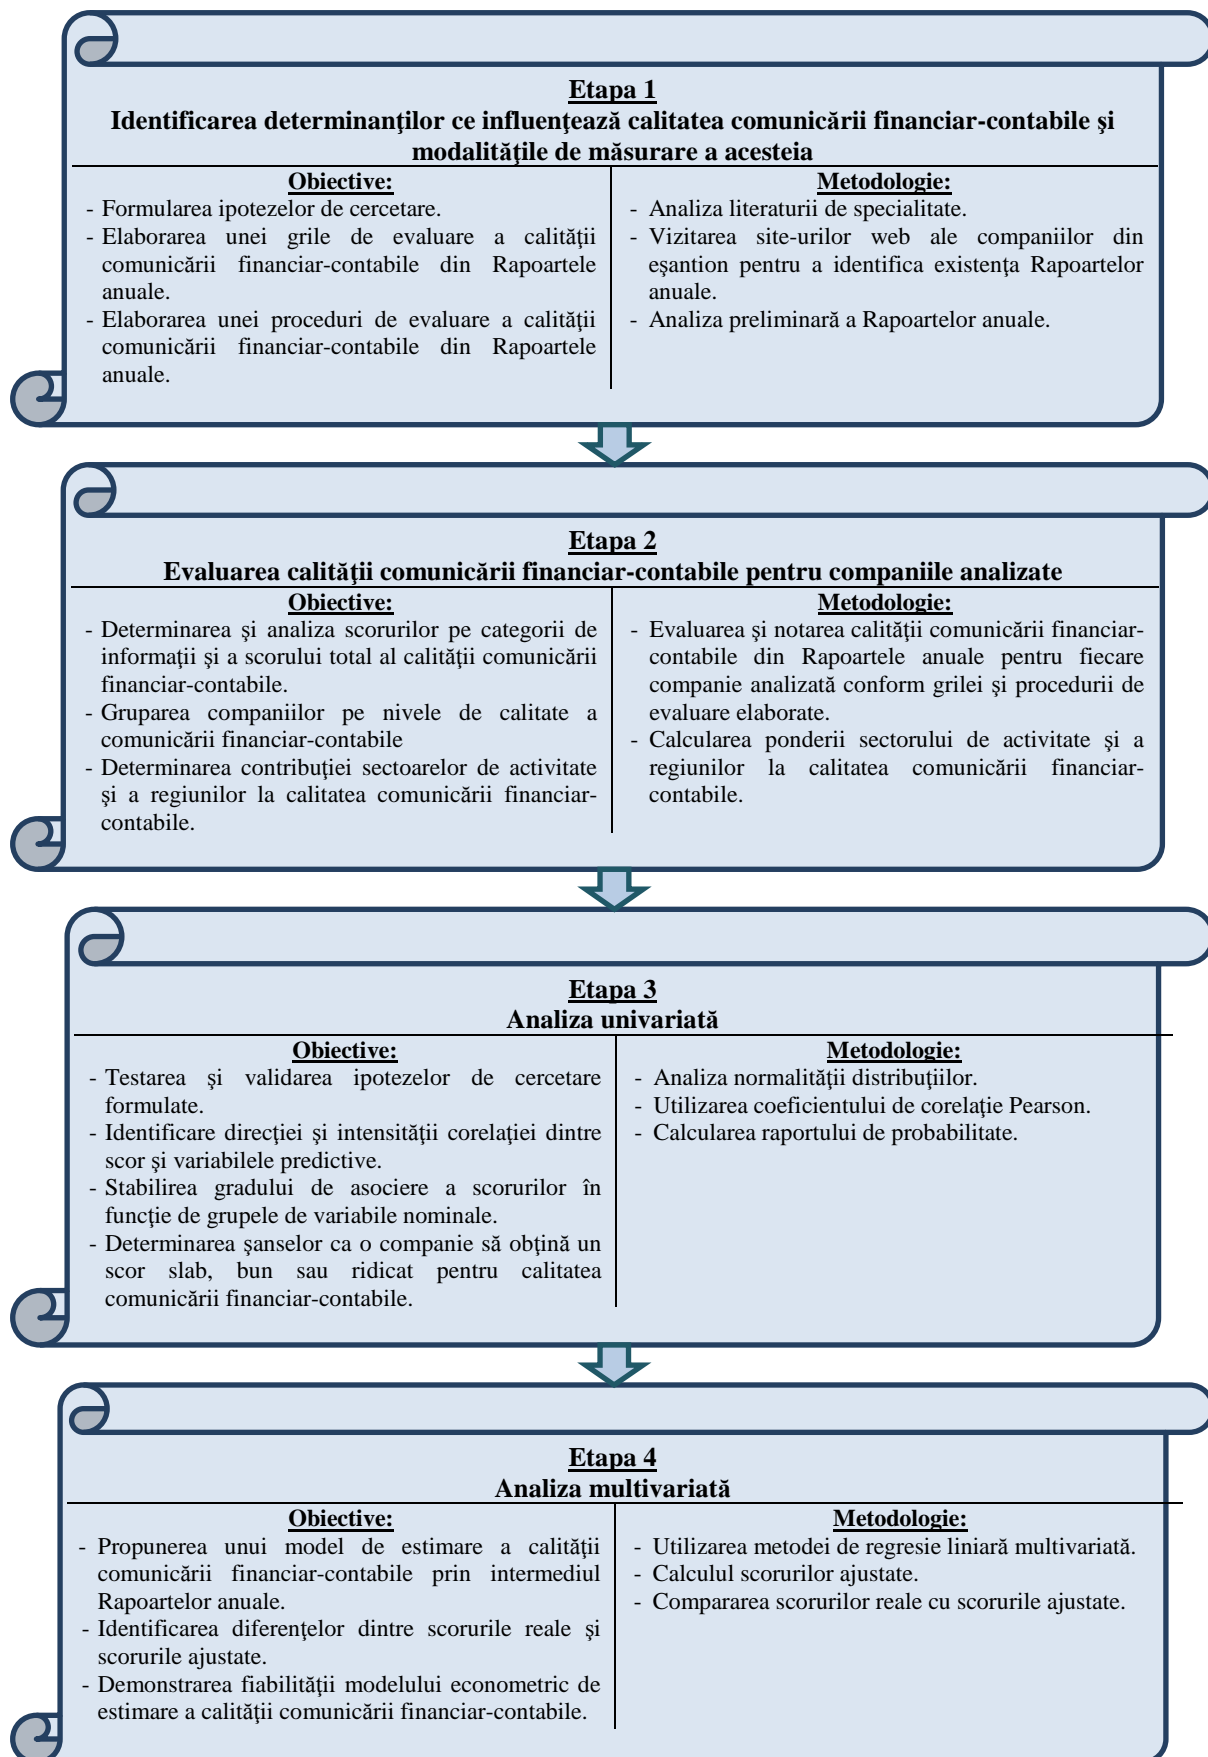 Etapa 1
Identificarea determinanţilor ce influenţează calitatea comunicării financiar-contabile şi
modalităţile de măsurare a acesteia
Obiective:
- Formularea ipotezelor de cercetare.
- Elaborarea unei grile de evaluare a calităţii
comunicării financiar-contabile din Rapoartele
anuale.
- Elaborarea unei proceduri de evaluare a calităţii
comunicării financiar-contabile din Rapoartele
anuale.
Metodologie:
- Analiza literaturii de specialitate.
- Vizitarea site-urilor web ale companiilor din
eşantion pentru a identifica existenţa Rapoartelor
anuale.
- Analiza preliminară a Rapoartelor anuale.
Etapa 2
Evaluarea calităţii comunicării financiar-contabile pentru companiile analizate
Obiective:
- Determinarea şi analiza scorurilor pe categorii de
informaţii şi a scorului total al calităţii comunicării
financiar-contabile.
- Gruparea companiilor pe nivele de calitate a
comunicării financiar-contabile
- Determinarea contribuţiei sectoarelor de activitate
şi a regiunilor la calitatea comunicării financiar-
contabile.
Metodologie:
- Evaluarea şi notarea calităţii comunicării financiar-
contabile din Rapoartele anuale pentru fiecare
companie analizată conform grilei şi procedurii de
evaluare elaborate.
- Calcularea ponderii sectorului de activitate şi a
regiunilor la calitatea comunicării financiar-
contabile.
Etapa 3
Analiza univariată
Obiective:
- Testarea şi validarea ipotezelor de cercetare
formulate.
- Identificare direcţiei şi intensităţii corelaţiei dintre
scor şi variabilele predictive.
- Stabilirea gradului de asociere a scorurilor în
funcţie de grupele de variabile nominale.
- Determinarea şanselor ca o companie să obţină un
scor slab, bun sau ridicat pentru calitatea
comunicării financiar-contabile.
Metodologie:
- Analiza normalităţii distribuţiilor.
- Utilizarea coeficientului de corelaţie Pearson.
- Calcularea raportului de probabilitate.
Etapa 4
Analiza multivariată
Obiective:
- Propunerea unui model de estimare a calităţii
comunicării financiar-contabile prin intermediul
Rapoartelor anuale.
- Identificarea diferenţelor dintre scorurile reale şi
scorurile ajustate.
- Demonstrarea fiabilităţii modelului econometric de
estimare a calităţii comunicării financiar-contabile.
Metodologie:
- Utilizarea metodei de regresie liniară multivariată.
- Calculul scorurilor ajustate.
- Compararea scorurilor reale cu scorurile ajustate.